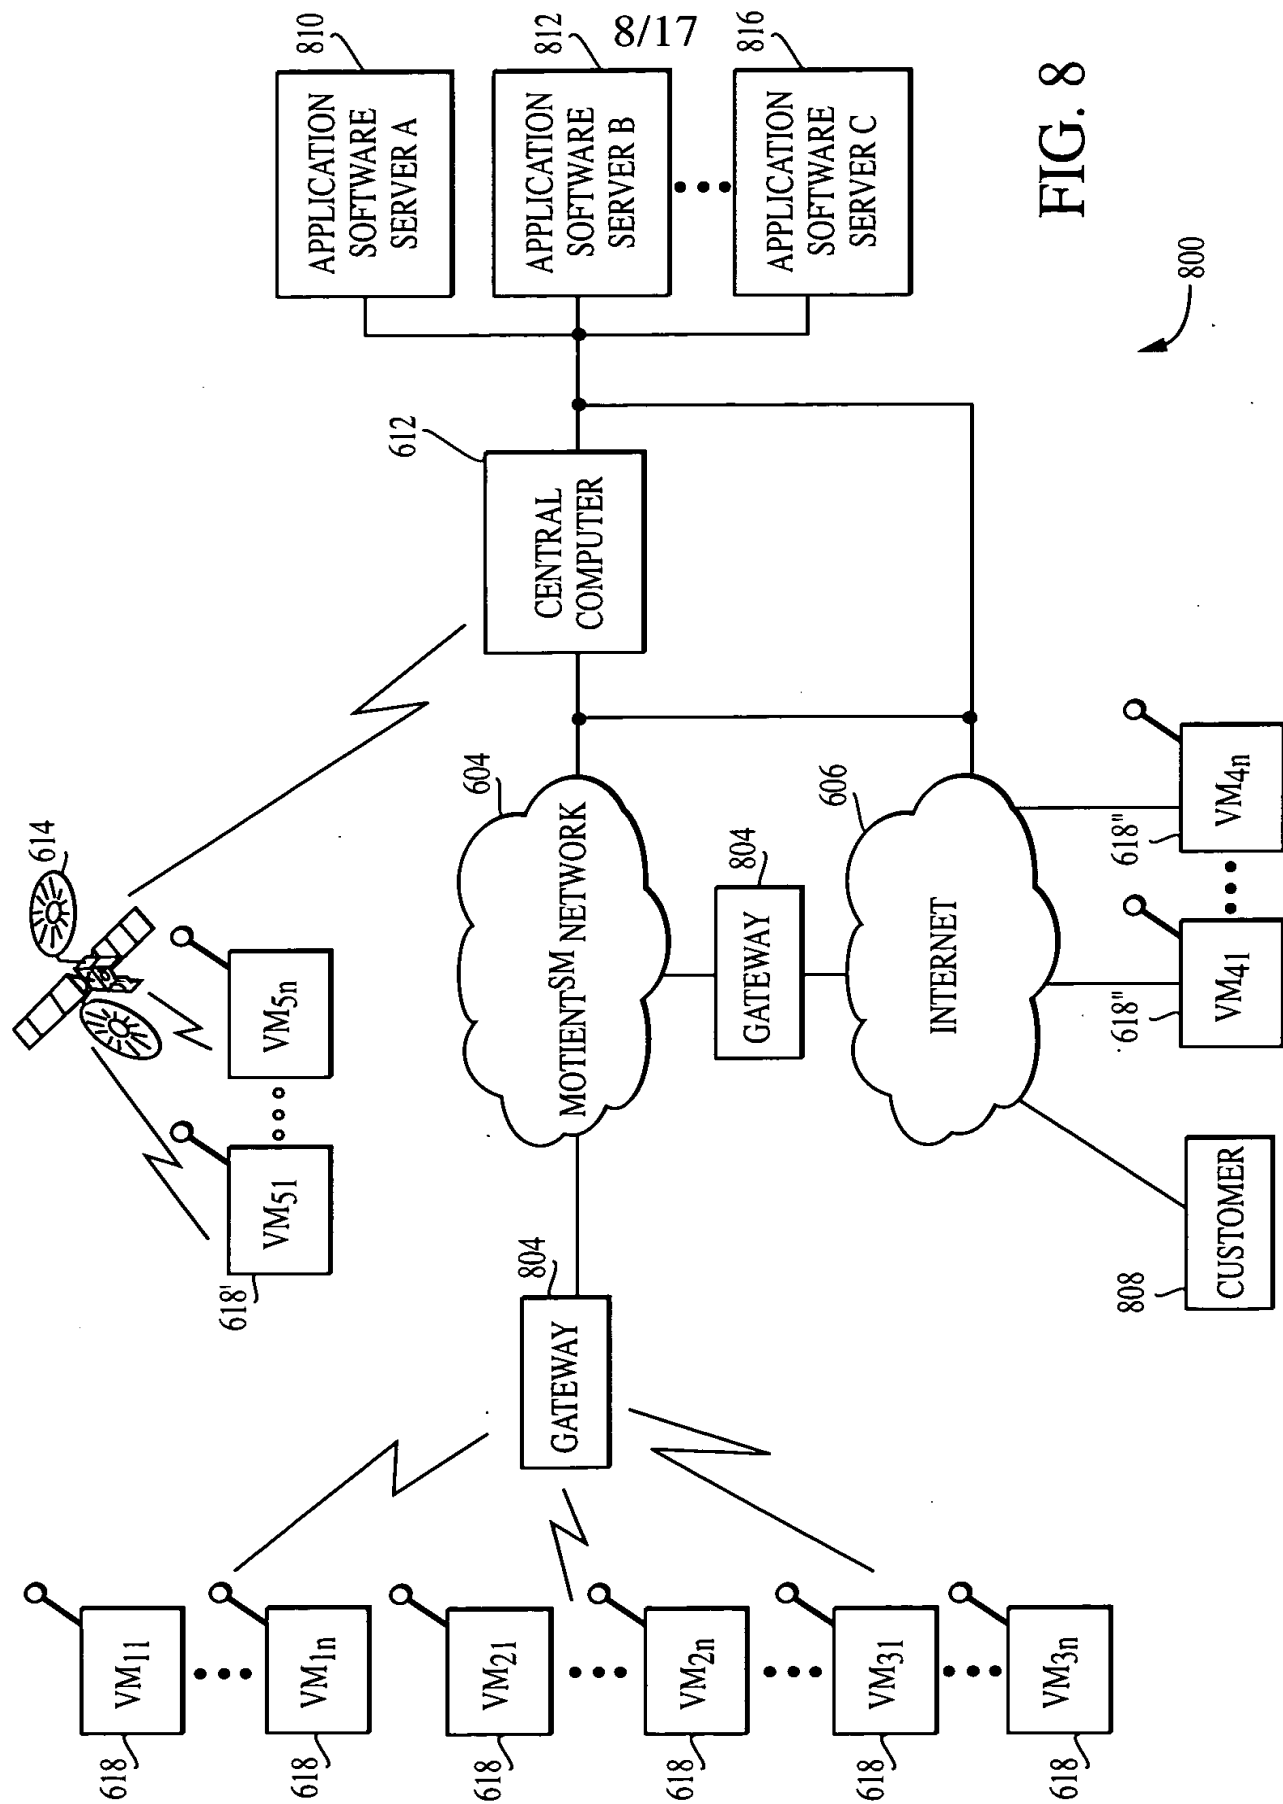 8/17
810
APPLICATION
SOFTWARE
SERVER A
812
APPLICATION
SOFTWARE
SERVER B
816
APPLICATION
SOFTWARE
SERVER C
612
CENTRAL
COMPUTER
614
VM51
618'
VM5n
604
MOTIENT SM NETWORK
804
GATEWAY
804
GATEWAY
606
INTERNET
VM11
618
VM1n
618
VM21
618
VM2n
618
VM31
618
VM3n
618
808
CUSTOMER
618"
VM41
618"
VM4n
800
FIG. 8